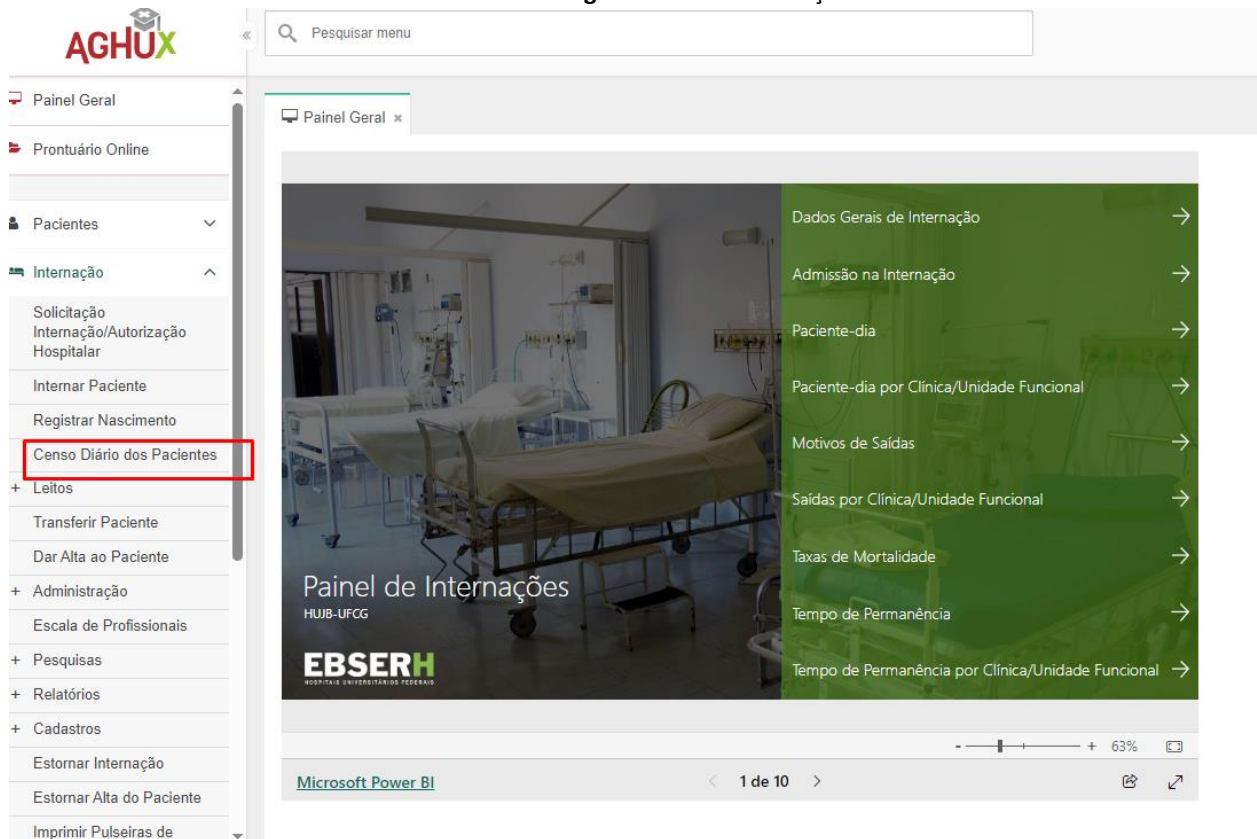 AGHUX
«
Pesquisar menu
Painel Geral
Prontuário Online
Pacientes
Internação
Solicitação
Internação/Autorização
Hospitalar
Internar Paciente
Registrar Nascimento
Censo Diário dos Pacientes
+ Leitos
Transferir Paciente
Dar Alta ao Paciente
+ Administração
Escala de Profissionais
+ Pesquisas
+ Relatórios
+ Cadastros
Estornar Internação
Estornar Alta do Paciente
Imprimir Pulseiras de
Painel Geral ×
Painel de Internações
HUJB-UFCG
EBSERH
HOSPITAIS UNIVERSITÁRIOS FEDERAIS
Dados Gerais de Internação →
Admissão na Internação →
Paciente-dia →
Paciente-dia por Clínica/Unidade Funcional →
Motivos de Saídas →
Saídas por Clínica/Unidade Funcional →
Taxas de Mortalidade →
Tempo de Permanência →
Tempo de Permanência por Clínica/Unidade Funcional →
- + 63%
Microsoft Power BI < 1 de 10 >